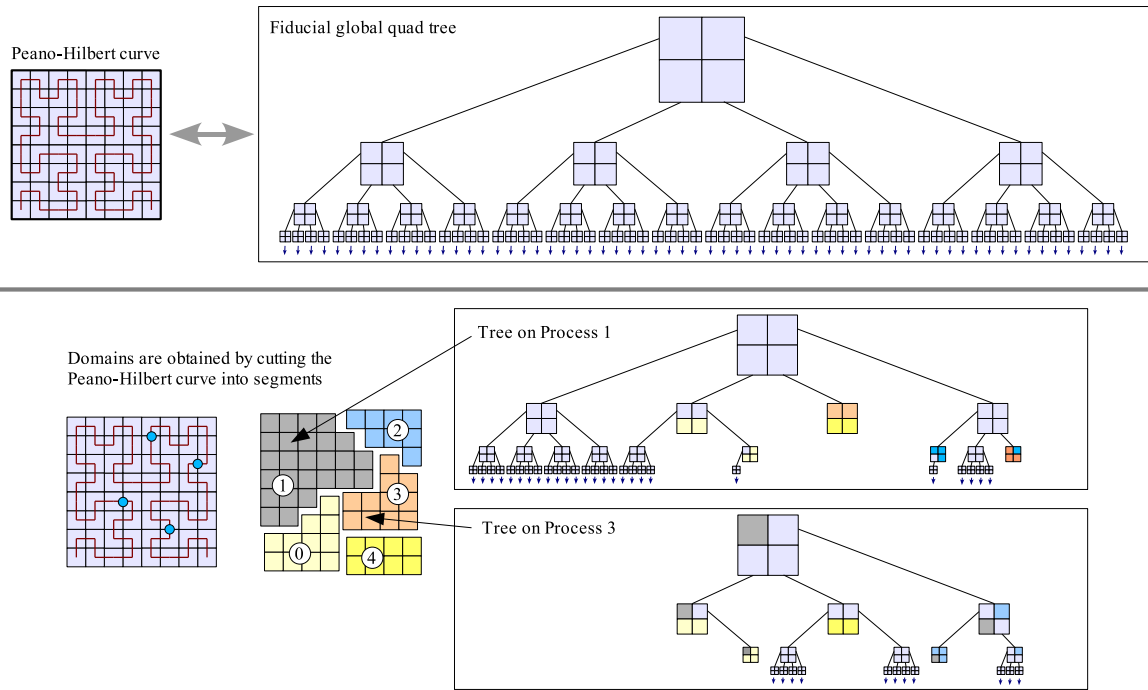 Fiducial global quad tree
Peano-Hilbert curve
Tree on Process 1
Domains are obtained by cutting the
Peano-Hilbert curve into segments
2
1
3
Tree on Process 3
0
4